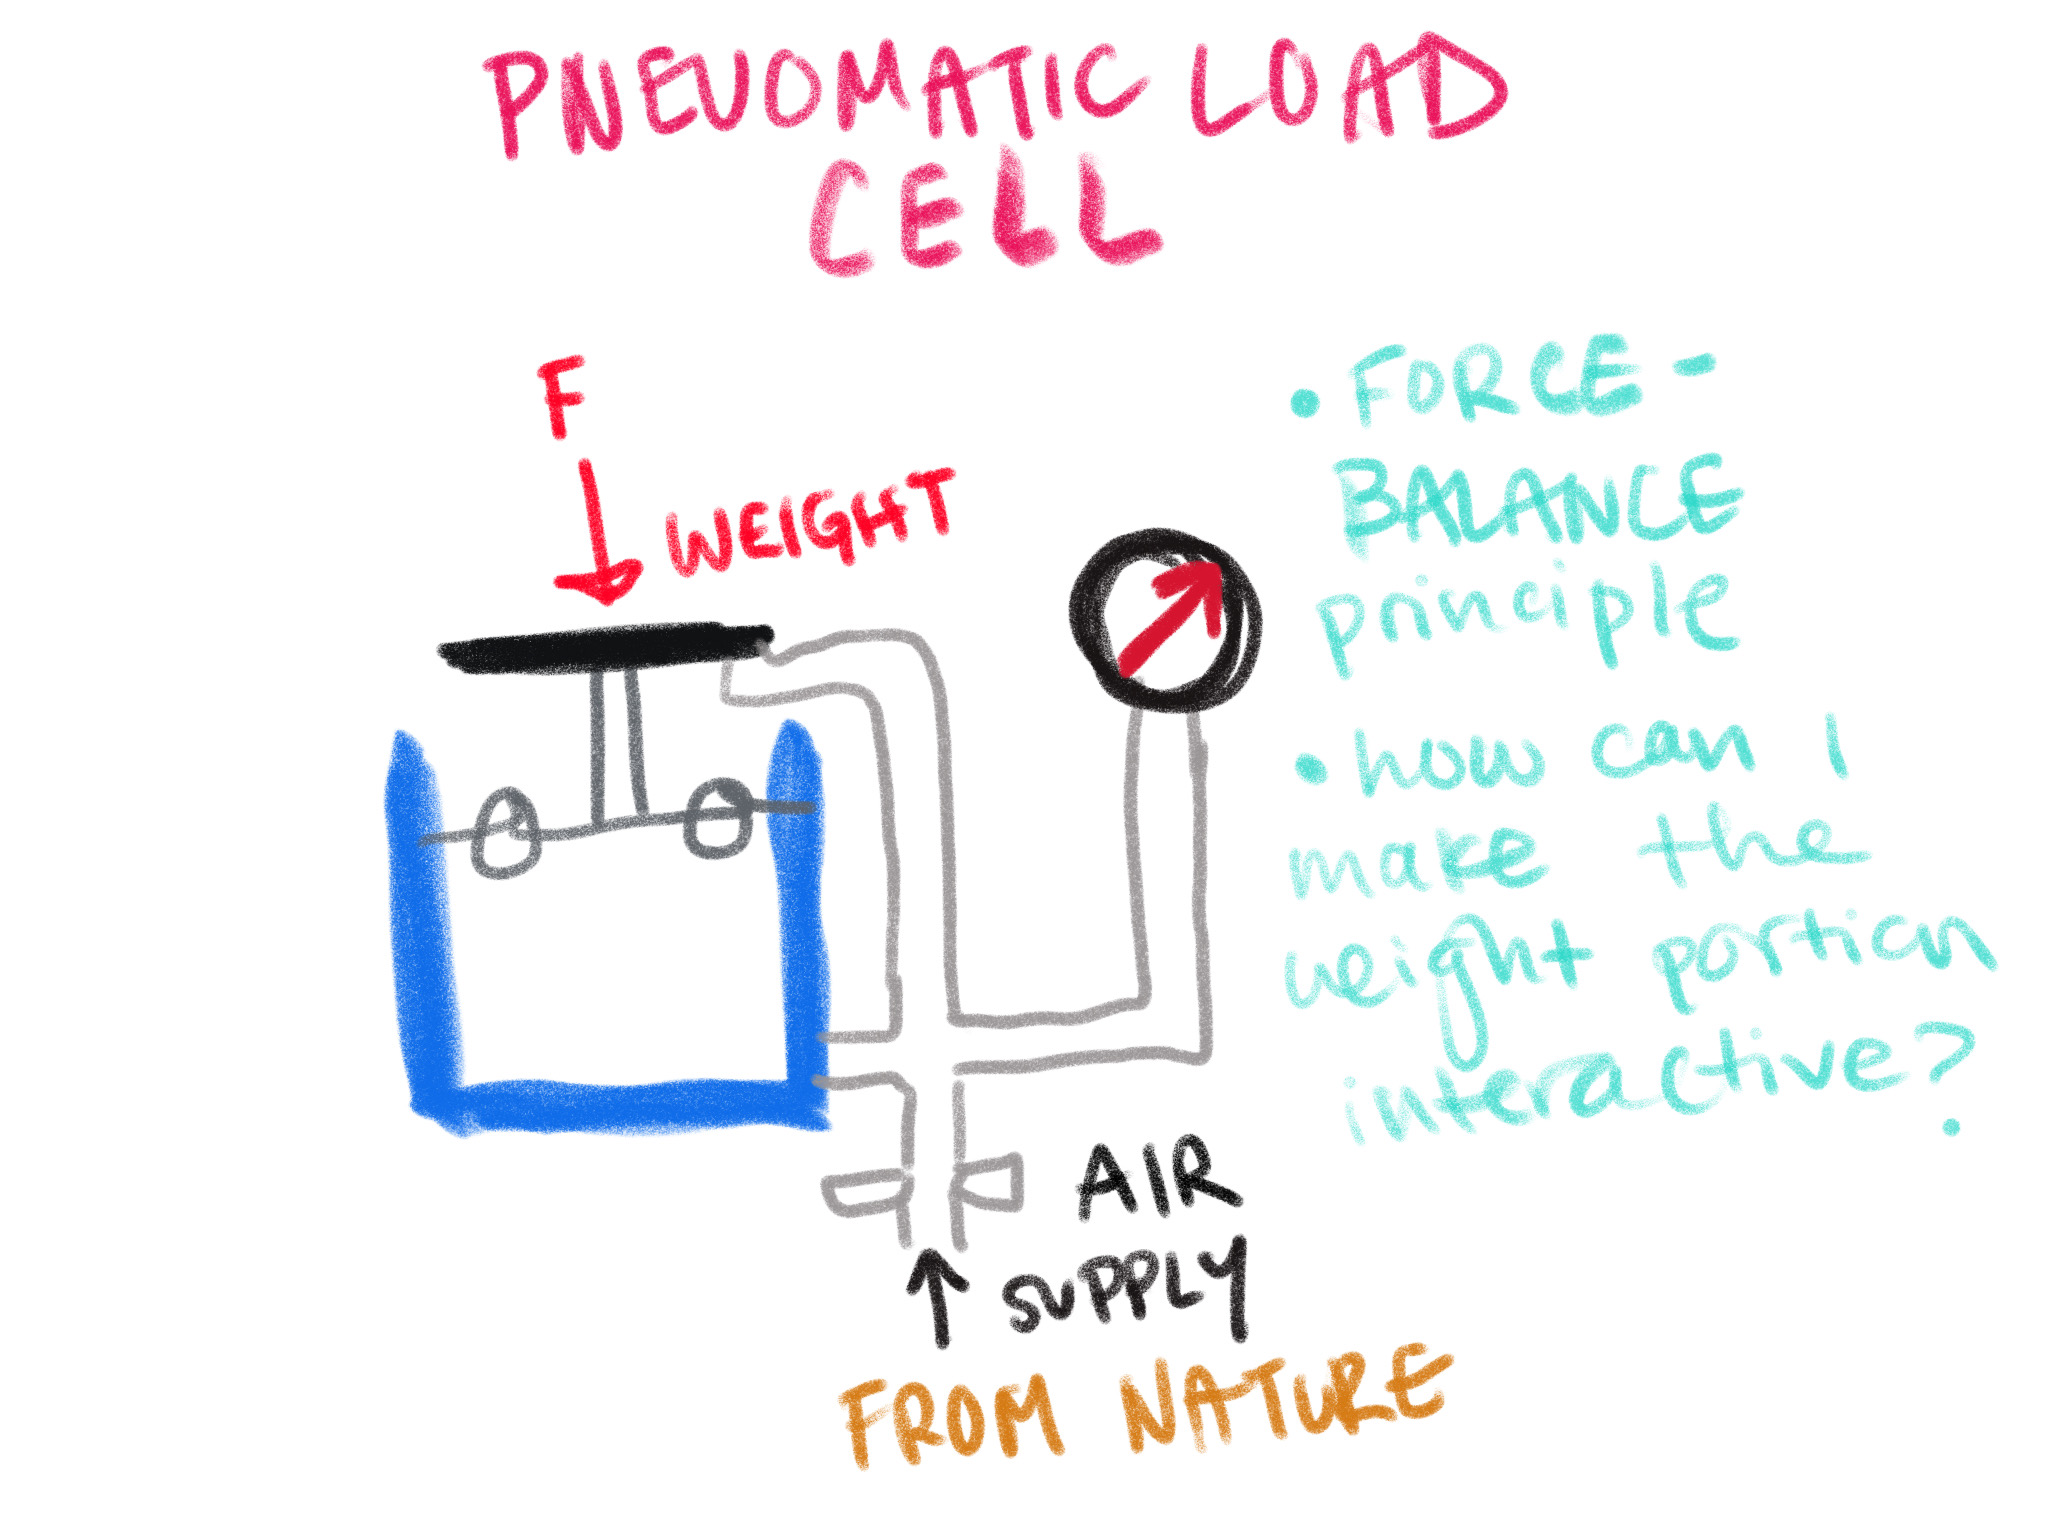 PNEUOMATIC LOAD
CELL
F
WEIGHT
• FORCE-
BALANCE
principle
• how can I
make the
weight portion
interactive?
AIR
SUPPLY
FROM NATURE